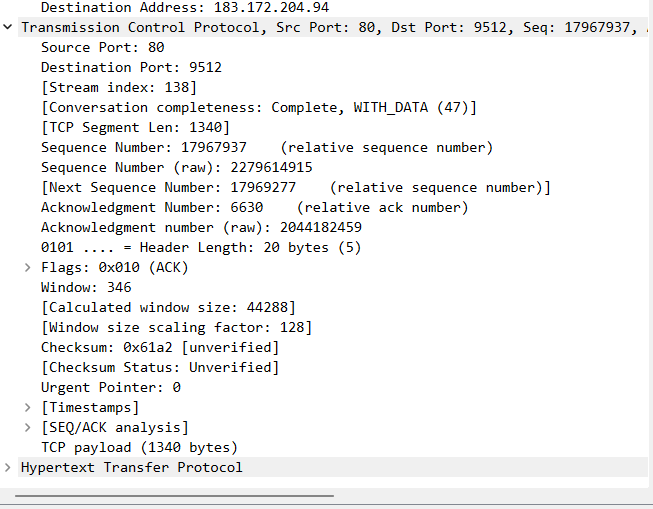 Destination Address: 183.172.204.94
Transmission Control Protocol, Src Port: 80, Dst Port: 9512, Seq: 17967937,
Source Port: 80
Destination Port: 9512
[Stream index: 138]
[Conversation completeness: Complete, WITH_DATA (47)]
[TCP Segment Len: 1340]
Sequence Number: 17967937    (relative sequence number)
Sequence Number (raw): 2279614915
[Next Sequence Number: 17969277    (relative sequence number)]
Acknowledgment Number: 6630    (relative ack number)
Acknowledgment number (raw): 2044182459
0101 .... = Header Length: 20 bytes (5)
Flags: 0x010 (ACK)
Window: 346
[Calculated window size: 44288]
[Window size scaling factor: 128]
Checksum: 0x61a2 [unverified]
[Checksum Status: Unverified]
Urgent Pointer: 0
[Timestamps]
[SEQ/ACK analysis]
TCP payload (1340 bytes)
Hypertext Transfer Protocol